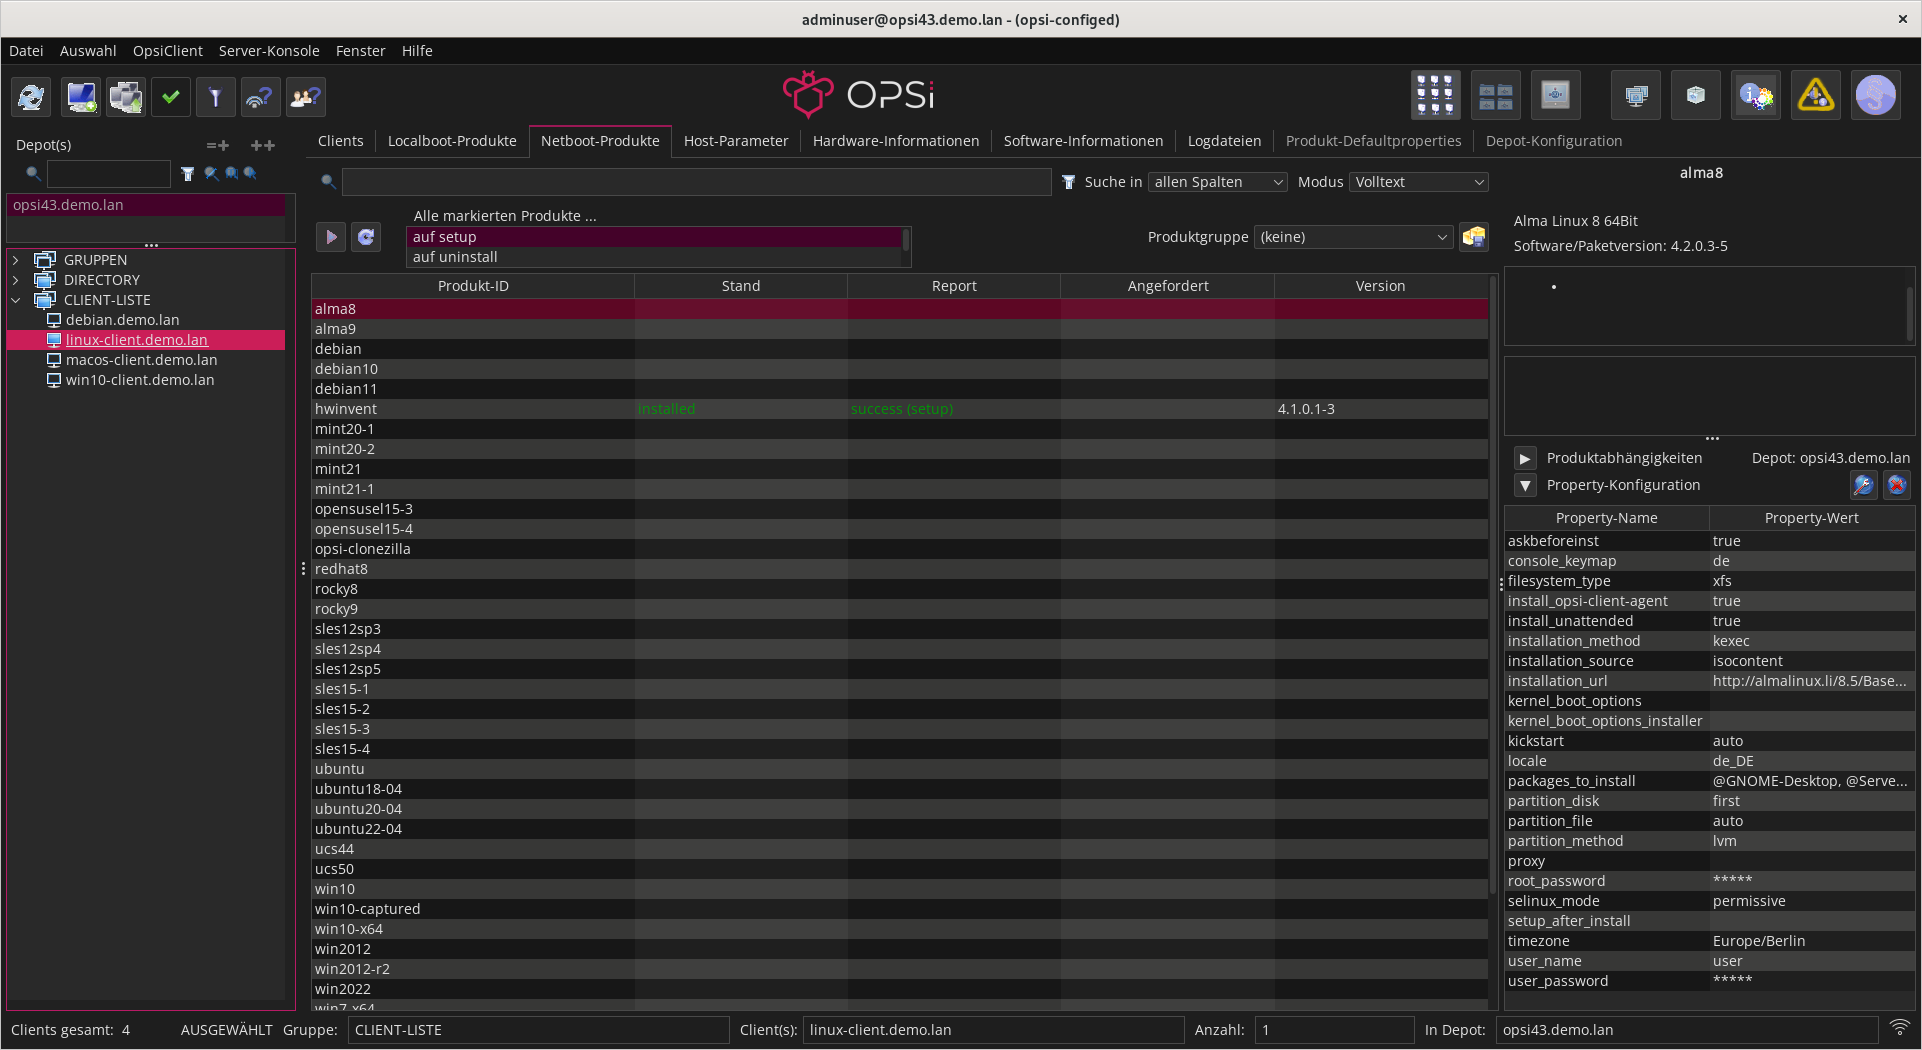 adminuser@opsi43.demo.lan - (opsi-configed)
Datei Auswahl OpsiClient Server-Konsole Fenster Hilfe
OPSi
Depot(s)
Clients Localboot-Produkte Netboot-Produkte Host-Parameter Hardware-Informationen Software-Informationen Logdateien Produkt-Defaultproperties Depot-Konfiguration
Suche in allen Spalten Modus Volltext
opsi43.demo.lan
Alle markierten Produkte ...
auf setup
auf uninstall
Produktgruppe (keine)
GRUPPEN
DIRECTORY
CLIENT-LISTE
debian.demo.lan
linux-client.demo.lan
macos-client.demo.lan
win10-client.demo.lan
Produkt-ID Stand Report Angefordert Version
alma8
alma9
debian
debian10
debian11
hwinvent installed success (setup) 4.1.0.1-3
mint20-1
mint20-2
mint21
mint21-1
opensusel15-3
opensusel15-4
opsi-clonezilla
redhat8
rocky8
rocky9
sles12sp3
sles12sp4
sles12sp5
sles15-1
sles15-2
sles15-3
sles15-4
ubuntu
ubuntu18-04
ubuntu20-04
ubuntu22-04
ucs44
ucs50
win10
win10-captured
win10-x64
win2012
win2012-r2
win2022
win7-x64
alma8
Alma Linux 8 64Bit
Software/Paketversion: 4.2.0.3-5
Produktabhängigkeiten Depot: opsi43.demo.lan
Property-Konfiguration
Property-Name Property-Wert
askbeforeinst true
console_keymap de
filesystem_type xfs
install_opsi-client-agent true
install_unattended true
installation_method kexec
installation_source isocontent
installation_url http://almalinux.li/8.5/Base...
kernel_boot_options
kernel_boot_options_installer
kickstart auto
locale de_DE
packages_to_install @GNOME-Desktop, @Serve...
partition_disk first
partition_file auto
partition_method lvm
proxy
root_password *****
selinux_mode permissive
setup_after_install
timezone Europe/Berlin
user_name user
user_password *****
Clients gesamt: 4 AUSGEWÄHLT Gruppe: CLIENT-LISTE Client(s): linux-client.demo.lan Anzahl: 1 In Depot: opsi43.demo.lan